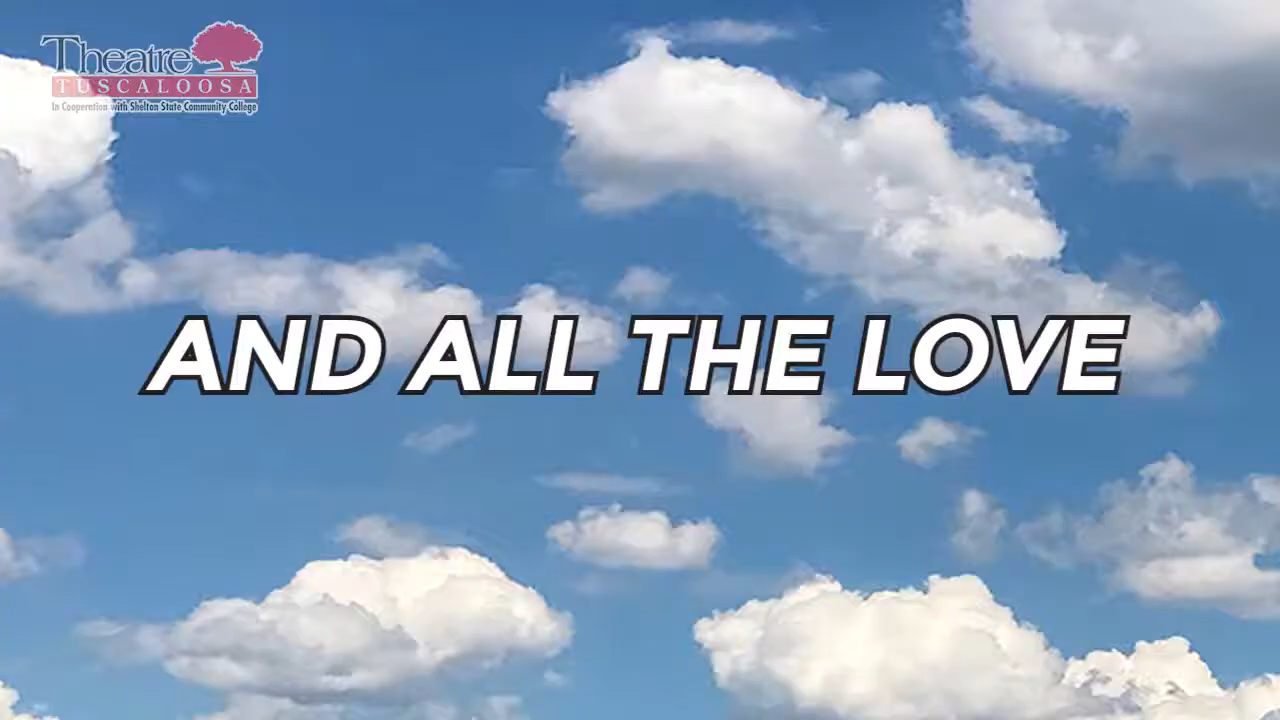 Theatre
TUSCALOOSA
In Cooperation with Shelton State Community College
AND ALL THE LOVE